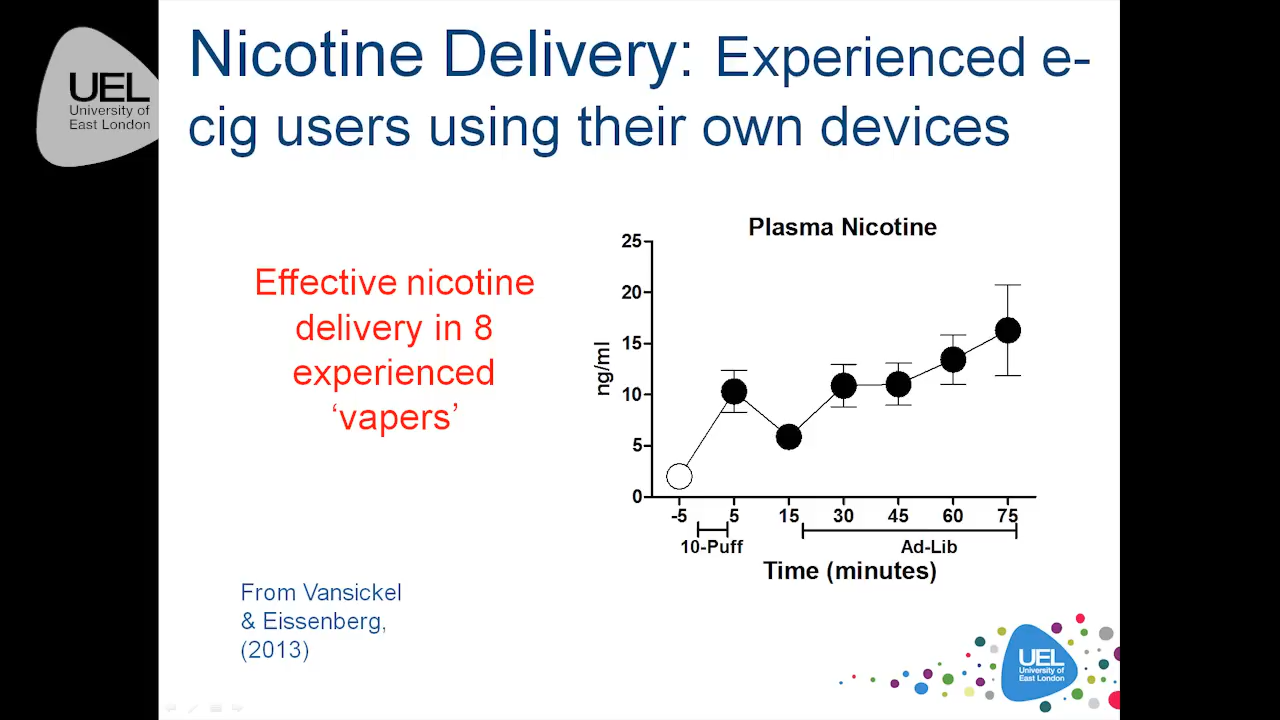 UEL
University of
East London
Nicotine Delivery: Experienced e-
cig users using their own devices
Effective nicotine
delivery in 8
experienced
‘vapers’
Plasma Nicotine
25
20
15
10
5
0
ng/ml
-5 5 15 30 45 60 75
10-Puff Ad-Lib
Time (minutes)
From Vansickel
& Eissenberg,
(2013)
UEL
University of
East London